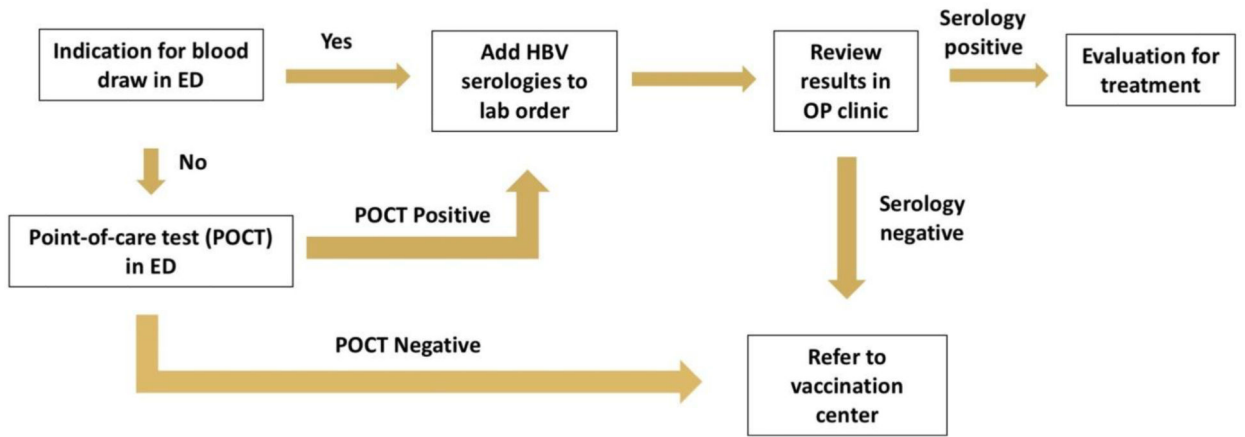 Indication for blood
draw in ED
Yes
Add HBV
serologies to
lab order
Review
results in
OP clinic
Serology
positive
Evaluation for
treatment
No
Point-of-care test (POCT)
in ED
POCT Positive
Serology
negative
POCT Negative
Refer to
vaccination
center